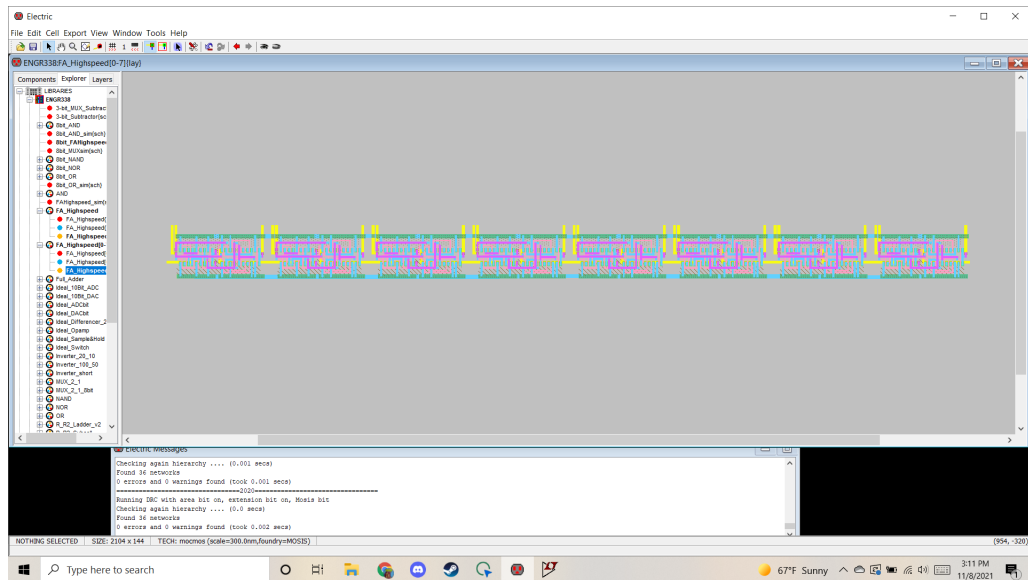 Electric
File Edit Cell Export View Window Tools Help
ENGR338:FA_Highspeed[0-7]{lay}
Components Explorer Layers
LIBRARIES
ENGR338
3-bit_MUX_Subtrac
3-bit_Subtractor{sc
8bit_AND
8bit_AND_sim{sch}
8bit_FAHighspee
8bit_MUXsim{sch}
8bit_NAND
8bit_NOR
8bit_OR
8bit_OR_sim{sch}
AND
FAHighspeed_sim{s
FA_Highspeed
FA_Highspeed{
FA_Highspeed{
FA_Highspee
FA_Highspeed[0-
FA_Highspeed[
FA_Highspeed[
FA_Highspeed
Full_Adder
Ideal_10Bit_ADC
Ideal_10Bit_DAC
Ideal_ADCbit
Ideal_DACbit
Ideal_Differencer_2
Ideal_Opamp
Ideal_Sample&Hold
Ideal_Switch
Inverter_20_10
Inverter_100_50
Inverter_short
MUX_2_1
MUX_2_1_8bit
NAND
NOR
OR
R_R2_Ladder_v2
Electric Messages
Checking again hierarchy .... (0.001 secs)
Found 36 networks
0 errors and 0 warnings found (took 0.001 secs)
=================================2020=================================
Running DRC with area bit on, extension bit on, Mosis bit
Checking again hierarchy .... (0.0 secs)
Found 36 networks
0 errors and 0 warnings found (took 0.002 secs)
NOTHING SELECTED SIZE: 2104 x 144 TECH: mocmos (scale=300.0nm,foundry=MOSIS) (954, -320)
Type here to search 67°F Sunny 3:11 PM
11/8/2021